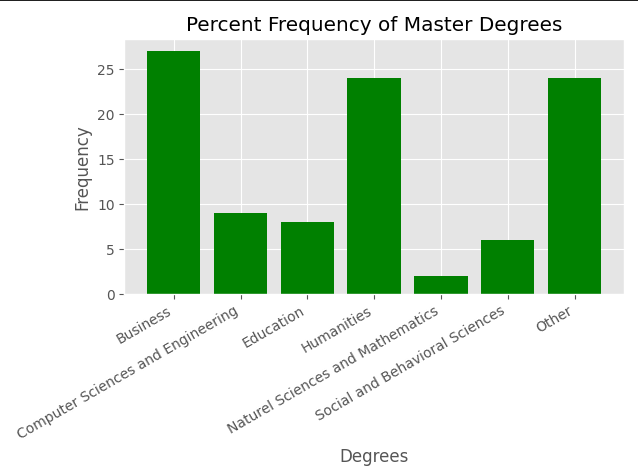 Percent Frequency of Master Degrees
Frequency
25
20
15
10
5
0
Business
Computer Sciences and Engineering
Education
Humanities
Naturel Sciences and Mathematics
Social and Behavioral Sciences
Other
Degrees